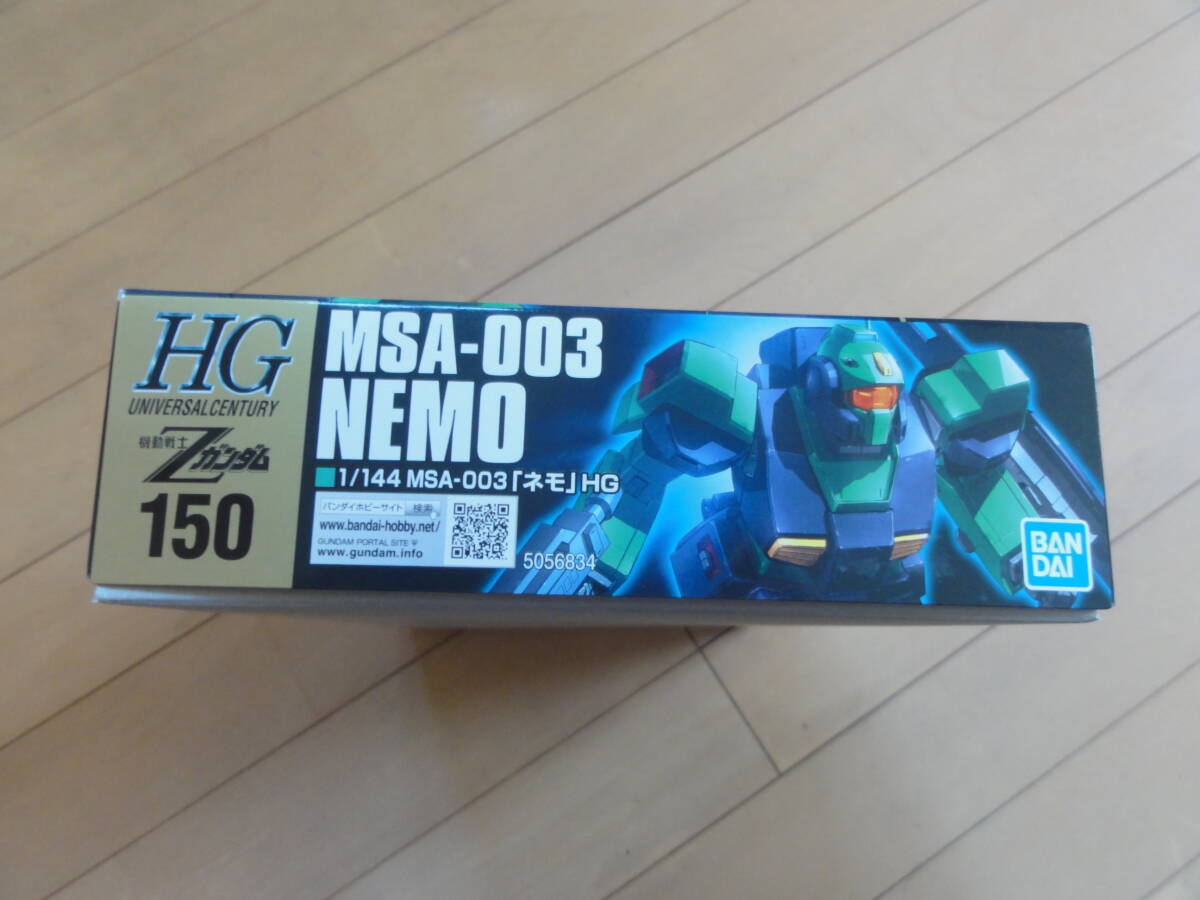 HG
UNIVERSAL CENTURY
機動戦士
Zガンダム
150
MSA-003
NEMO
1/144 MSA-003「ネモ」HG
バンダイホビーサイト 検索
www.bandai-hobby.net/
GUNDAM PORTAL SITE
www.gundam.info
5056834
BAN
DAI